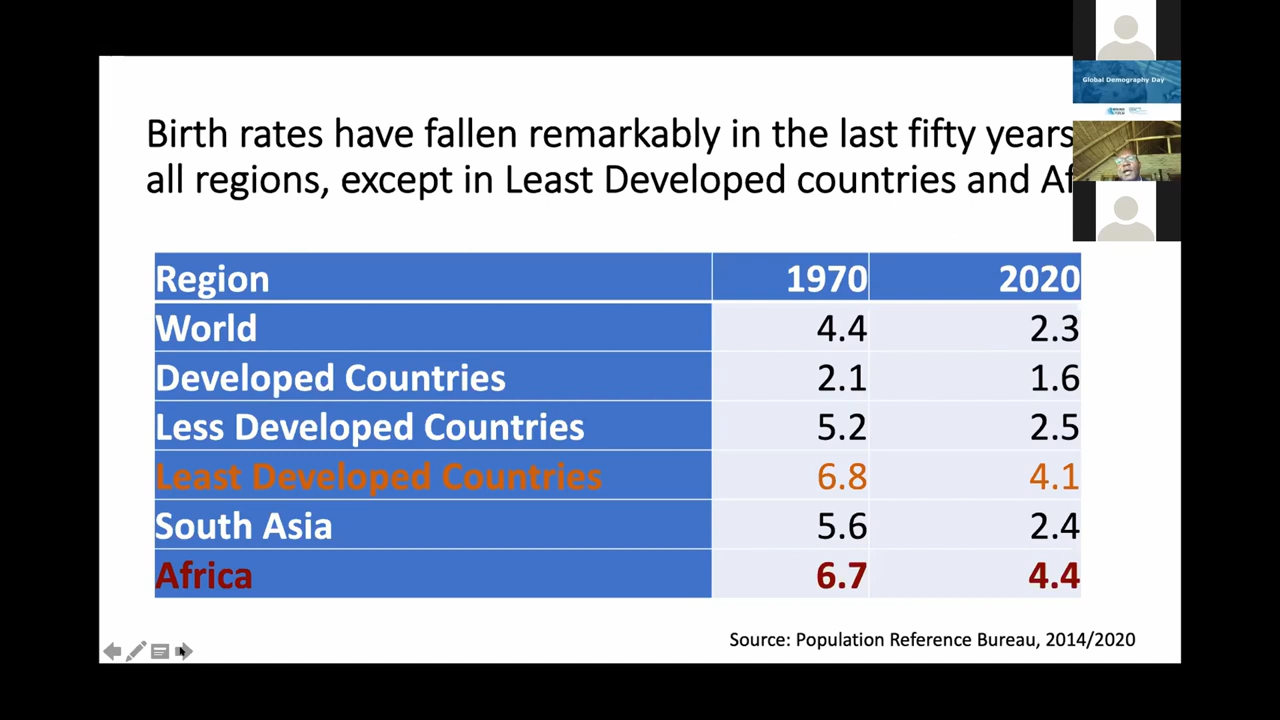 Global Demography Day
Birth rates have fallen remarkably in the last fifty years
all regions, except in Least Developed countries and Af
Region 1970 2020
World 4.4 2.3
Developed Countries 2.1 1.6
Less Developed Countries 5.2 2.5
Least Developed Countries 6.8 4.1
South Asia 5.6 2.4
Africa 6.7 4.4
Source: Population Reference Bureau, 2014/2020